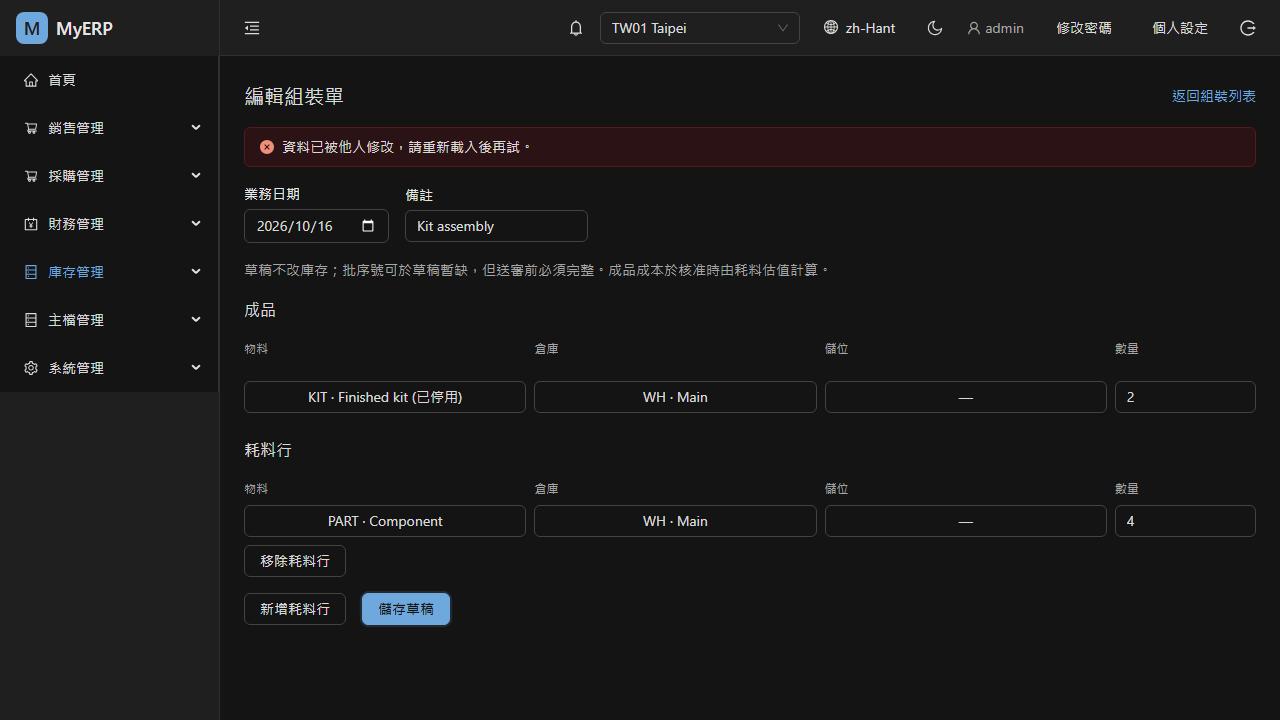 M MyERP
TW01 Taipei
zh-Hant
admin
修改密碼
個人設定
首頁
銷售管理
採購管理
財務管理
庫存管理
主檔管理
系統管理
編輯組裝單
返回組裝列表
資料已被他人修改，請重新載入後再試。
業務日期
備註
2026/10/16
Kit assembly
草稿不改庫存；批序號可於草稿暫缺，但送審前必須完整。成品成本於核准時由耗料估值計算。
成品
物料 倉庫 儲位 數量
KIT · Finished kit (已停用) WH · Main — 2
耗料行
物料 倉庫 儲位 數量
PART · Component WH · Main — 4
移除耗料行
新增耗料行 儲存草稿